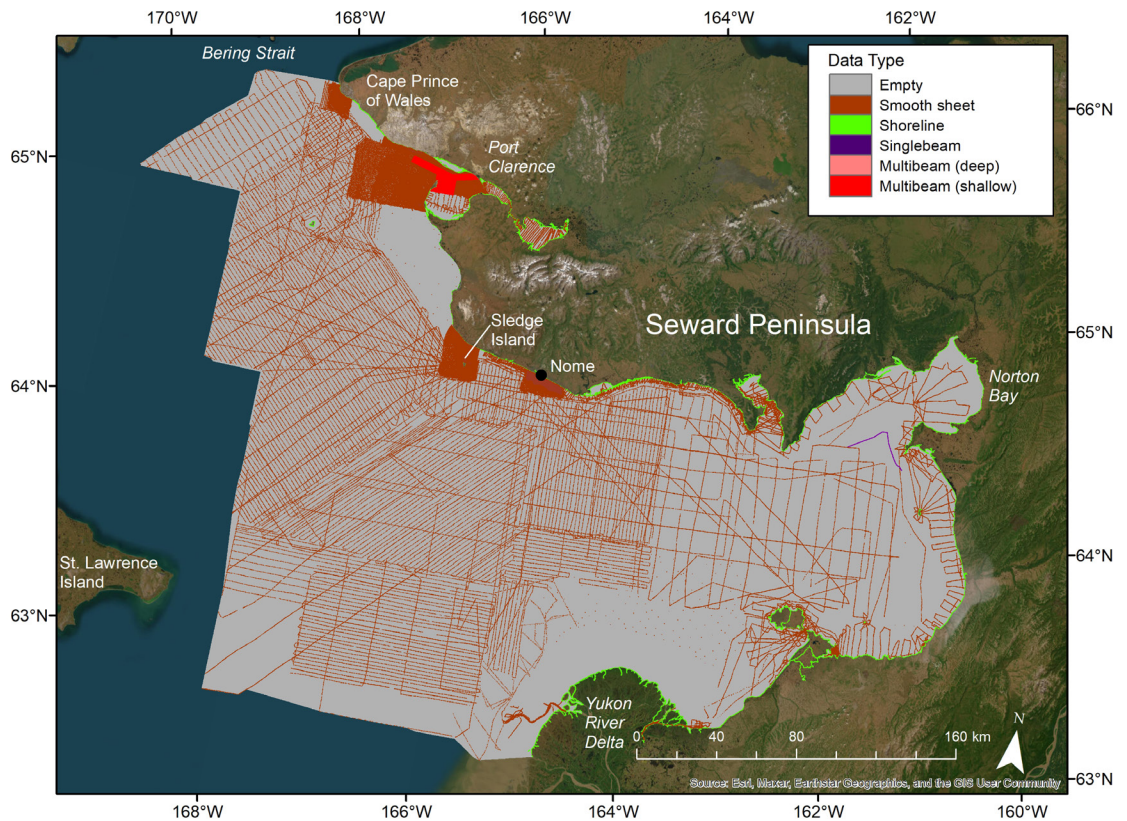 170°W
168°W
166°W
164°W
162°W
Bering Strait
Cape Prince
of Wales
Port
Clarence
Data Type
Empty
Smooth sheet
Shoreline
Singlebeam
Multibeam (deep)
Multibeam (shallow)
66°N
65°N
65°N
Seward Peninsula
Sledge
Island
Nome
64°N
Norton
Bay
St. Lawrence
Island
64°N
63°N
Yukon
River
Delta
0
40
80
160 km
N
Source: Esri, Maxar, Earthstar Geographics, and the GIS User Community
63°N
168°W
166°W
164°W
162°W
160°W